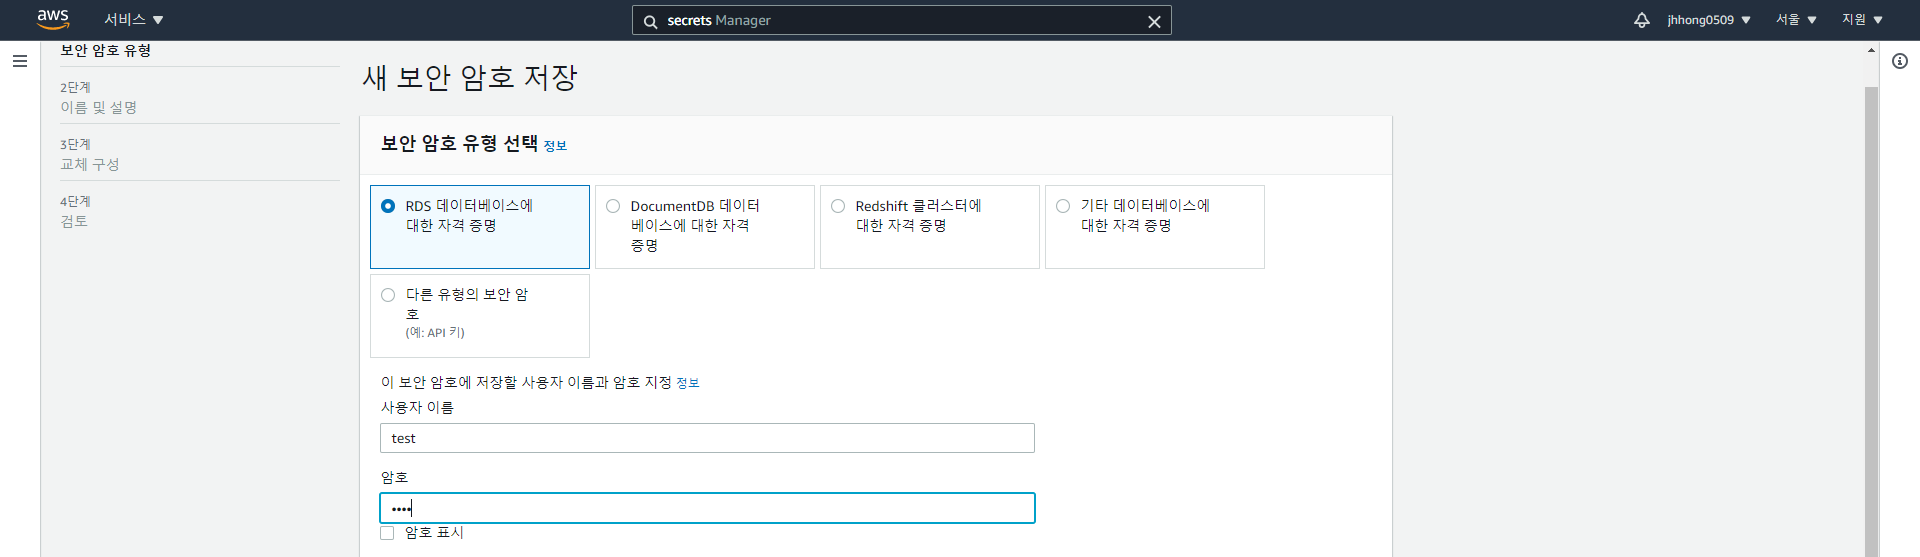 aws
서비스
secrets Manager
jhhong0509
서울
지원
보안 암호 유형
2단계
이름 및 설명
3단계
교체 구성
4단계
검토
새 보안 암호 저장
보안 암호 유형 선택 정보
RDS 데이터베이스에
대한 자격 증명
DocumentDB 데이터
베이스에 대한 자격
증명
Redshift 클러스터에
대한 자격 증명
기타 데이터베이스에
대한 자격 증명
다른 유형의 보안 암
호
(예: API 키)
이 보안 암호에 저장할 사용자 이름과 암호 지정 정보
사용자 이름
test
암호
••••
암호 표시